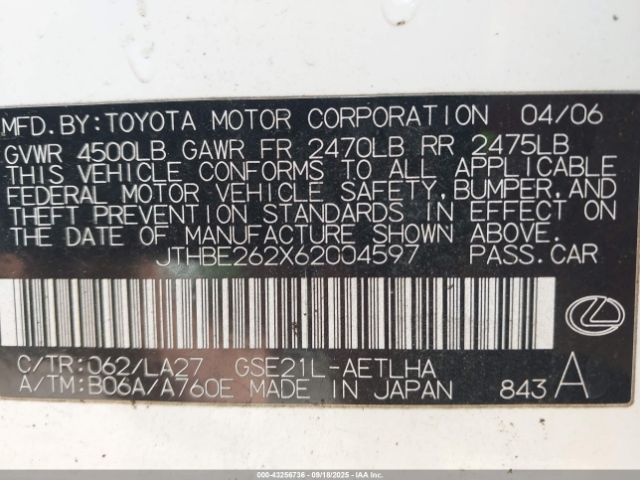 MFD.BY:TOYOTA MOTOR CORPORATION 04/06
GVWR 4500LB GAWR FR 2470LB RR 2475LB
THIS VEHICLE CONFORMS TO ALL APPLICABLE
FEDERAL MOTOR VEHICLE SAFETY,BUMPER,AND
THEFT PREVENTION STANDARDS IN EFFECT ON
THE DATE OF MANUFACTURE SHOWN ABOVE.
JTHBE262X62004597 PASS.CAR
C/TR:062/LA27 GSE21L-AETLHA
A/TM:B06A/A760E MADE IN JAPAN 843 A
000-43256736 - 09/18/2025 - IAAI.COM